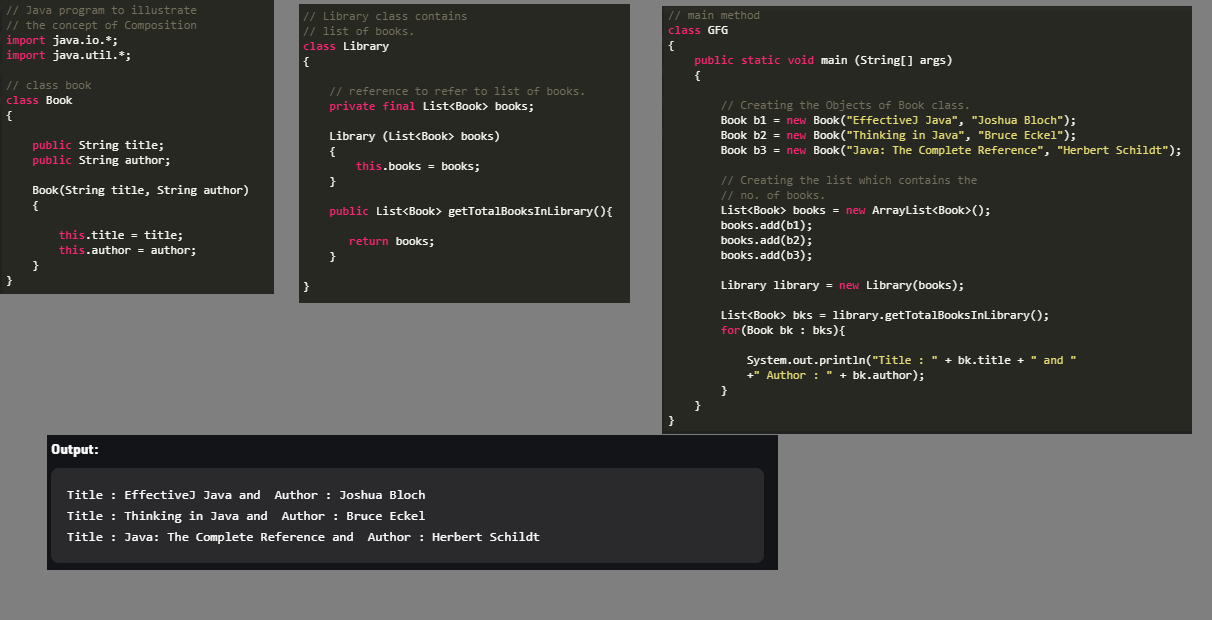 // Java program to illustrate
// the concept of Composition
import java.io.*;
import java.util.*;
// class book
class Book
{
public String title;
public String author;
Book(String title, String author)
{
this.title = title;
this.author = author;
}
}
// Library class contains
// list of books.
class Library
{
// reference to refer to list of books.
private final List<Book> books;
Library (List<Book> books)
{
this.books = books;
}
public List<Book> getTotalBooksInLibrary(){
return books;
}
}
// main method
class GFG
{
public static void main (String[] args)
{
// Creating the Objects of Book class.
Book b1 = new Book("EffectiveJ Java", "Joshua Bloch");
Book b2 = new Book("Thinking in Java", "Bruce Eckel");
Book b3 = new Book("Java: The Complete Reference", "Herbert Schildt");
// Creating the list which contains the
// no. of books.
List<Book> books = new ArrayList<Book>();
books.add(b1);
books.add(b2);
books.add(b3);
Library library = new Library(books);
List<Book> bks = library.getTotalBooksInLibrary();
for(Book bk : bks){
System.out.println("Title : " + bk.title + " and "
+" Author : " + bk.author);
}
}
}
Output:
Title : EffectiveJ Java and  Author : Joshua Bloch
Title : Thinking in Java and  Author : Bruce Eckel
Title : Java: The Complete Reference and  Author : Herbert Schildt